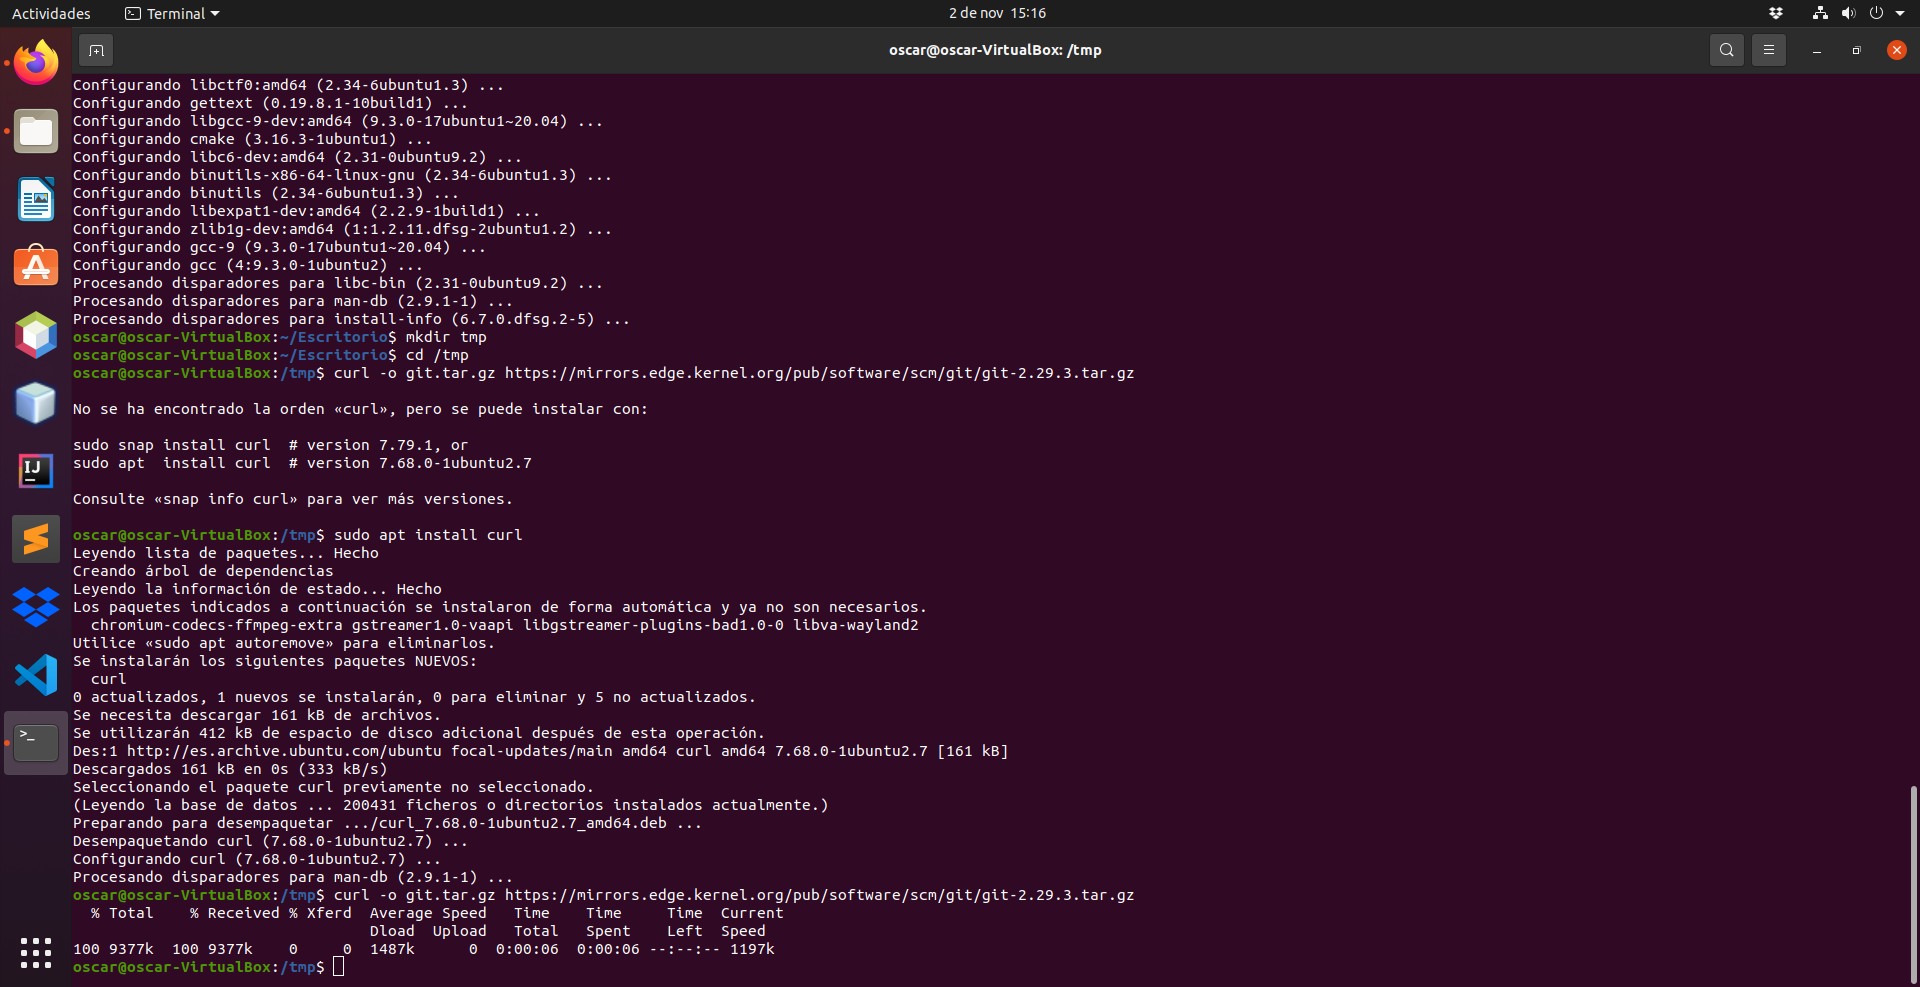 Actividades Terminal 2 de nov 15:16
oscar@oscar-VirtualBox: /tmp
Configurando libctf0:amd64 (2.34-6ubuntu1.3) ...
Configurando gettext (0.19.8.1-10build1) ...
Configurando libgcc-9-dev:amd64 (9.3.0-17ubuntu1~20.04) ...
Configurando cmake (3.16.3-1ubuntu1) ...
Configurando libc6-dev:amd64 (2.31-0ubuntu9.2) ...
Configurando binutils-x86-64-linux-gnu (2.34-6ubuntu1.3) ...
Configurando binutils (2.34-6ubuntu1.3) ...
Configurando libexpat1-dev:amd64 (2.2.9-1build1) ...
Configurando zlib1g-dev:amd64 (1:1.2.11.dfsg-2ubuntu1.2) ...
Configurando gcc-9 (9.3.0-17ubuntu1~20.04) ...
Configurando gcc (4:9.3.0-1ubuntu2) ...
Procesando disparadores para libc-bin (2.31-0ubuntu9.2) ...
Procesando disparadores para man-db (2.9.1-1) ...
Procesando disparadores para install-info (6.7.0.dfsg.2-5) ...
oscar@oscar-VirtualBox:~/Escritorio$ mkdir tmp
oscar@oscar-VirtualBox:~/Escritorio$ cd /tmp
oscar@oscar-VirtualBox:/tmp$ curl -o git.tar.gz https://mirrors.edge.kernel.org/pub/software/scm/git/git-2.29.3.tar.gz
No se ha encontrado la orden «curl», pero se puede instalar con:
sudo snap install curl  # version 7.79.1, or
sudo apt  install curl  # version 7.68.0-1ubuntu2.7
Consulte «snap info curl» para ver más versiones.
oscar@oscar-VirtualBox:/tmp$ sudo apt install curl
Leyendo lista de paquetes... Hecho
Creando árbol de dependencias
Leyendo la información de estado... Hecho
Los paquetes indicados a continuación se instalaron de forma automática y ya no son necesarios.
  chromium-codecs-ffmpeg-extra gstreamer1.0-vaapi libgstreamer-plugins-bad1.0-0 libva-wayland2
Utilice «sudo apt autoremove» para eliminarlos.
Se instalarán los siguientes paquetes NUEVOS:
  curl
0 actualizados, 1 nuevos se instalarán, 0 para eliminar y 5 no actualizados.
Se necesita descargar 161 kB de archivos.
Se utilizarán 412 kB de espacio de disco adicional después de esta operación.
Des:1 http://es.archive.ubuntu.com/ubuntu focal-updates/main amd64 curl amd64 7.68.0-1ubuntu2.7 [161 kB]
Descargados 161 kB en 0s (333 kB/s)
Seleccionando el paquete curl previamente no seleccionado.
(Leyendo la base de datos ... 200431 ficheros o directorios instalados actualmente.)
Preparando para desempaquetar .../curl_7.68.0-1ubuntu2.7_amd64.deb ...
Desempaquetando curl (7.68.0-1ubuntu2.7) ...
Configurando curl (7.68.0-1ubuntu2.7) ...
Procesando disparadores para man-db (2.9.1-1) ...
oscar@oscar-VirtualBox:/tmp$ curl -o git.tar.gz https://mirrors.edge.kernel.org/pub/software/scm/git/git-2.29.3.tar.gz
  % Total    % Received % Xferd  Average Speed   Time    Time     Time  Current
                                 Dload  Upload   Total   Spent    Left  Speed
100 9377k  100 9377k    0     0  1487k      0  0:00:06  0:00:06 --:--:-- 1197k
oscar@oscar-VirtualBox:/tmp$
IJ
>_